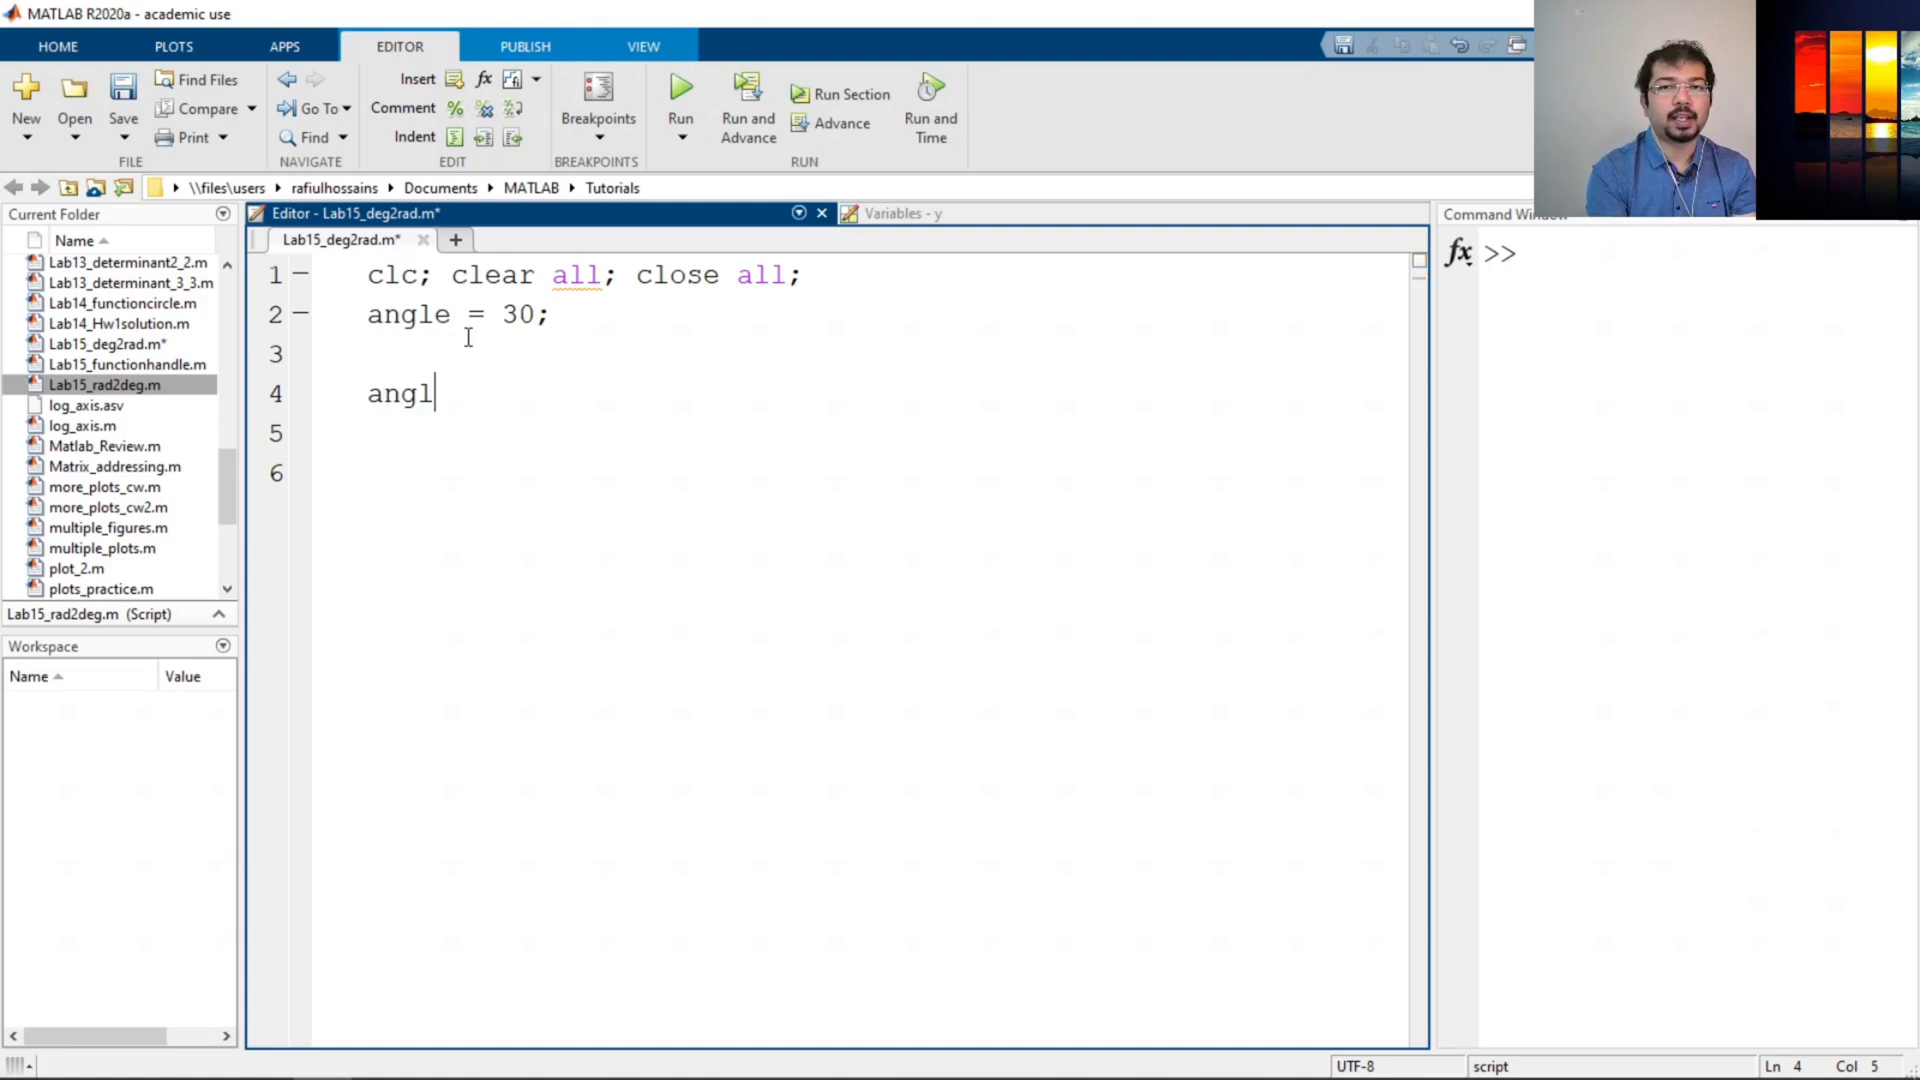 MATLAB R2020a - academic use
HOME PLOTS APPS EDITOR PUBLISH VIEW
Find Files Insert fx
Compare Go To Comment % Run Section
New Open Save Breakpoints Run Run and Advance Advance Run and Time
Print Find Indent
FILE NAVIGATE EDIT BREAKPOINTS RUN
\\files\users rafiulhossains Documents MATLAB Tutorials
Current Folder
Name
Lab13_determinant2_2.m
Lab13_determinant_3_3.m
Lab14_functioncircle.m
Lab14_Hw1solution.m
Lab15_deg2rad.m*
Lab15_functionhandle.m
Lab15_rad2deg.m
log_axis.asv
log_axis.m
Matlab_Review.m
Matrix_addressing.m
more_plots_cw.m
more_plots_cw2.m
multiple_figures.m
multiple_plots.m
plot_2.m
plots_practice.m
Lab15_rad2deg.m (Script)
Workspace
Name Value
Editor - Lab15_deg2rad.m* Variables - y
Lab15_deg2rad.m*
1 clc; clear all; close all;
2 angle = 30;
3
4 angl
5
6
Command Window
fx >>
UTF-8 script Ln 4 Col 5